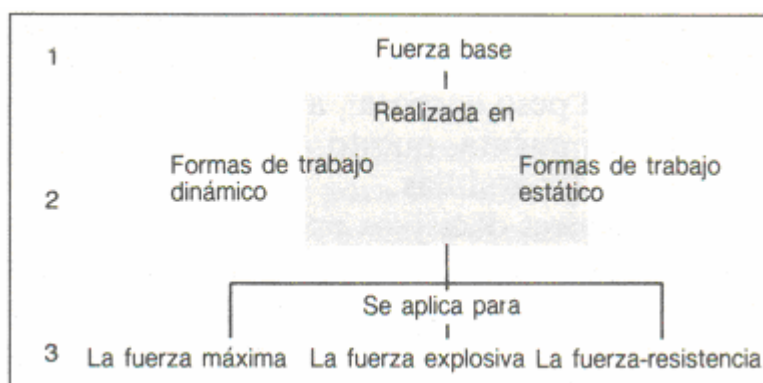 1 Fuerza base
Realizada en
Formas de trabajo dinámico
Formas de trabajo estático
2
Se aplica para
3 La fuerza máxima La fuerza explosiva La fuerza-resistencia